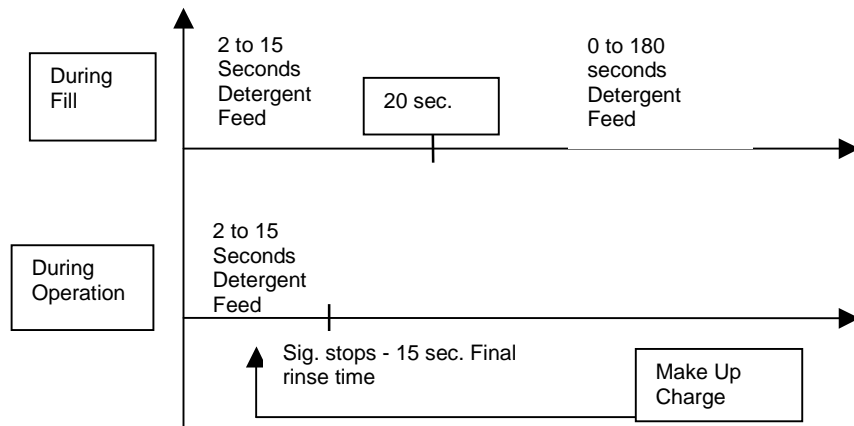 During
Fill
2 to 15
Seconds
Detergent
Feed
20 sec.
0 to 180
seconds
Detergent
Feed
During
Operation
2 to 15
Seconds
Detergent
Feed
Sig. stops - 15 sec. Final
rinse time
Make Up
Charge